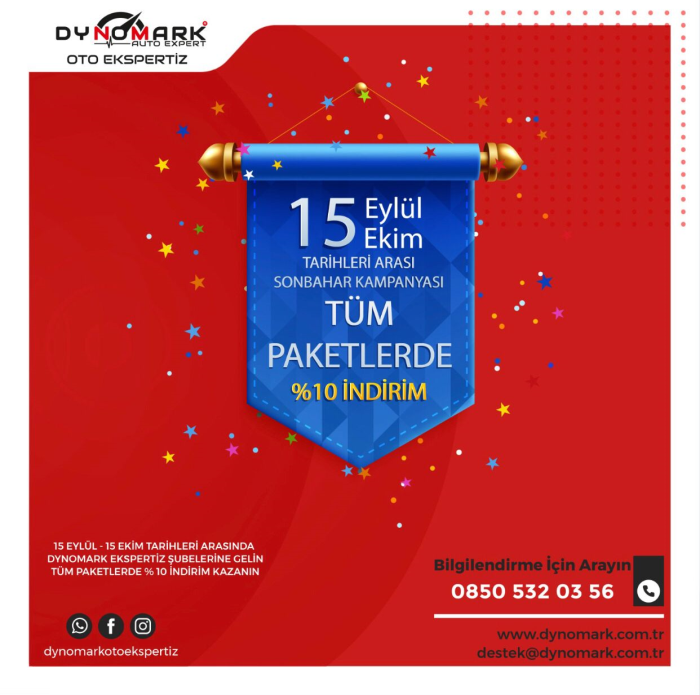 DYNOMARK
AUTO EXPERT
OTO EKSPERTİZ
15 Eylül
Ekim
TARİHLERİ ARASI
SONBAHAR KAMPANYASI
TÜM
PAKETLERDE
%10 İNDİRİM
15 EYLÜL - 15 EKİM TARİHLERİ ARASINDA
DYNOMARK EKSPERTİZ ŞUBELERİNE GELİN
TÜM PAKETLERDE % 10 İNDİRİM KAZANIN
dynomarkotoekspertiz
Bilgilendirme İçin Arayın
0850 532 03 56
www.dynomark.com.tr
destek@dynomark.com.tr